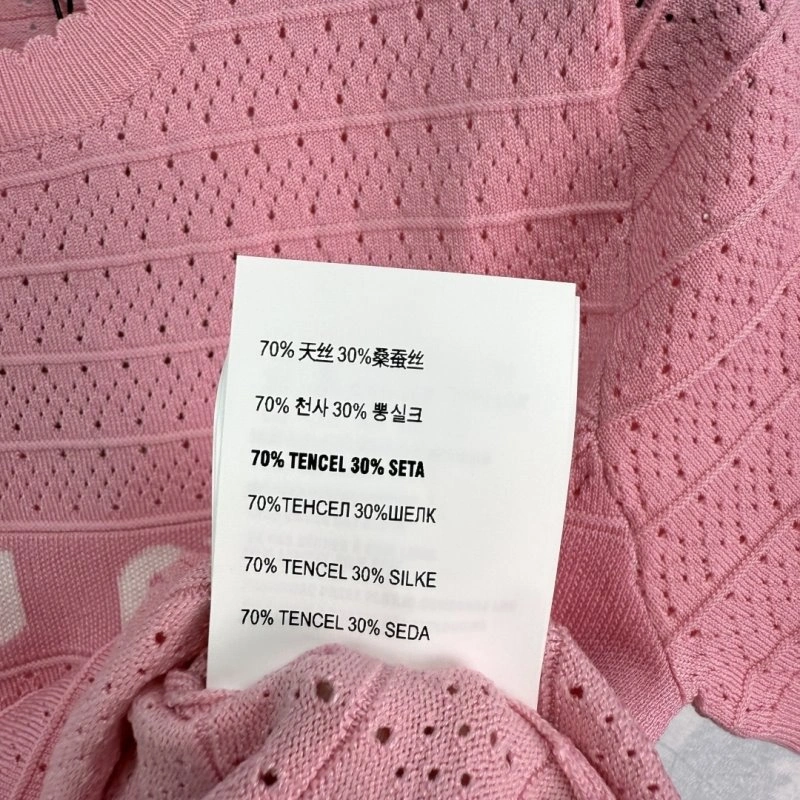 70% 天丝 30%桑蚕丝
70% 천사 30% 뽕실크
70% TENCEL 30% SETA
70%ТЕНСЕЛ 30%ШЕЛК
70% TENCEL 30% SILKE
70% TENCEL 30% SEDA